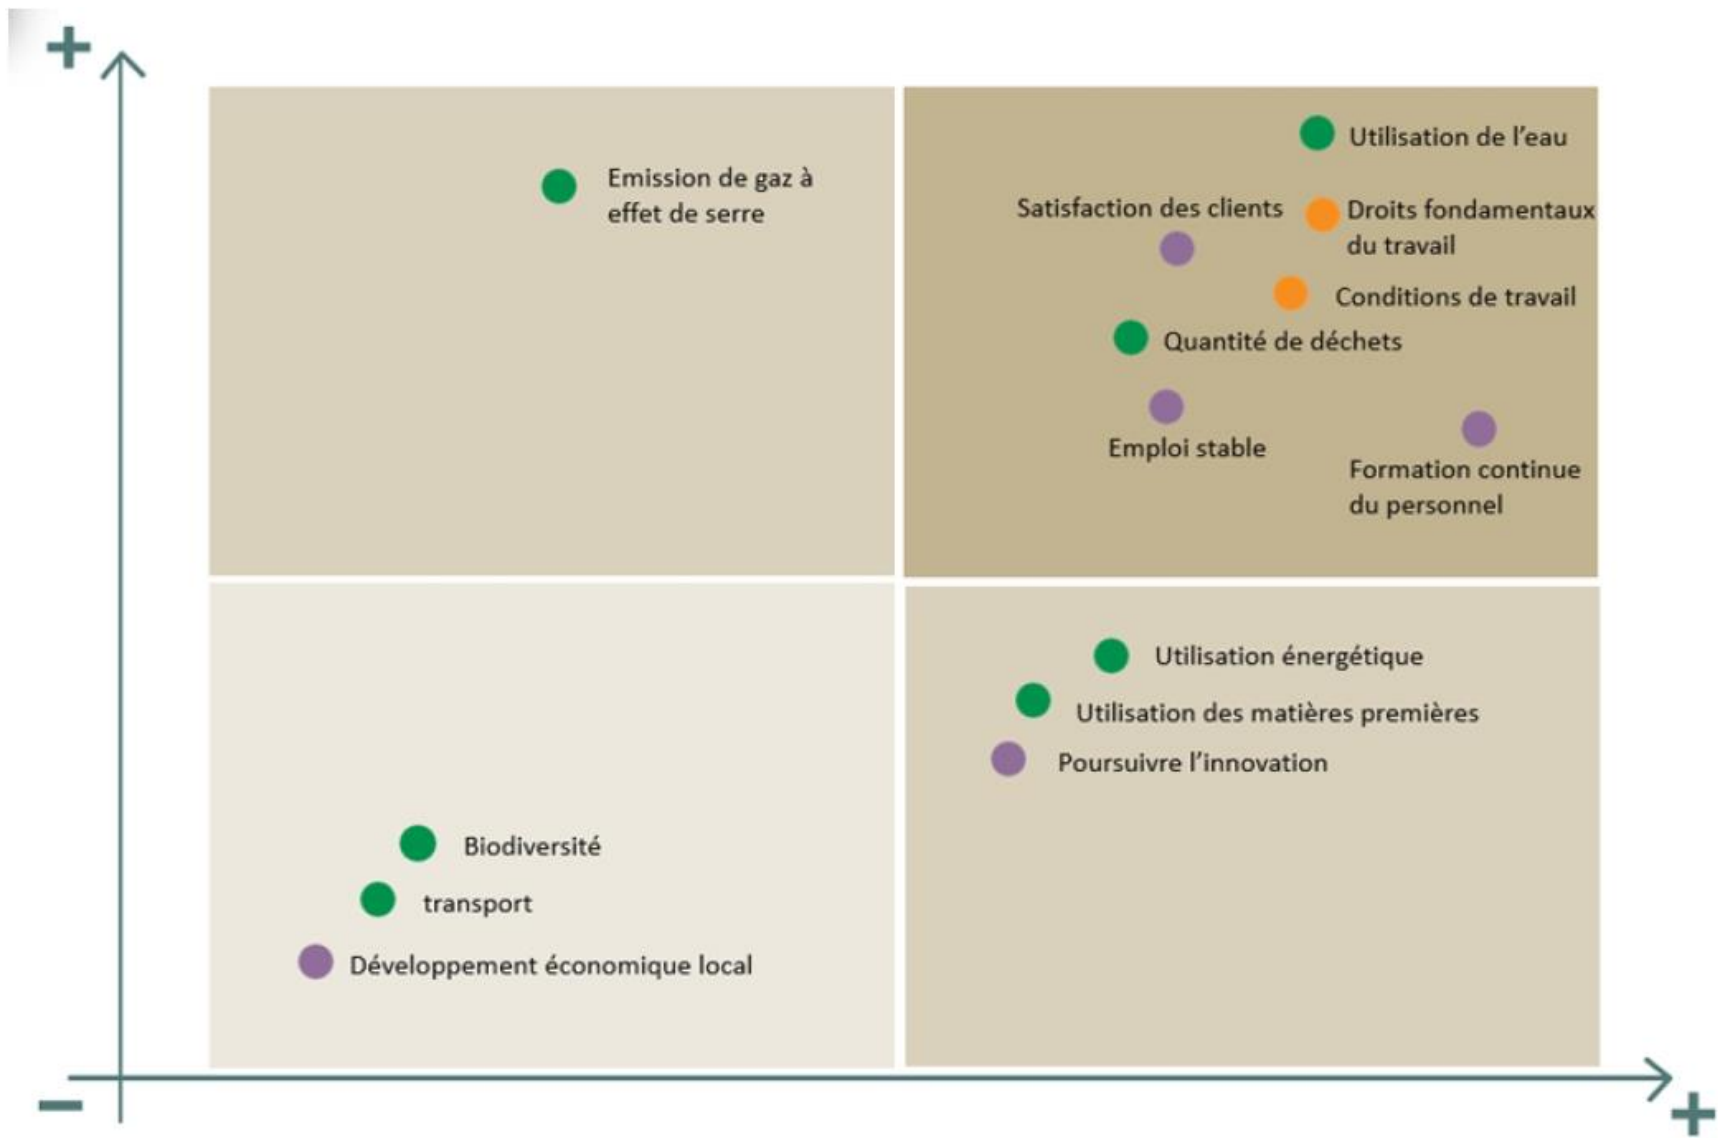 +
Emission de gaz à
effet de serre
Utilisation de l’eau
Satisfaction des clients
Droits fondamentaux
du travail
Conditions de travail
Quantité de déchets
Emploi stable
Formation continue
du personnel
Utilisation énergétique
Utilisation des matières premières
Poursuivre l’innovation
Biodiversité
transport
Développement économique local
−
+